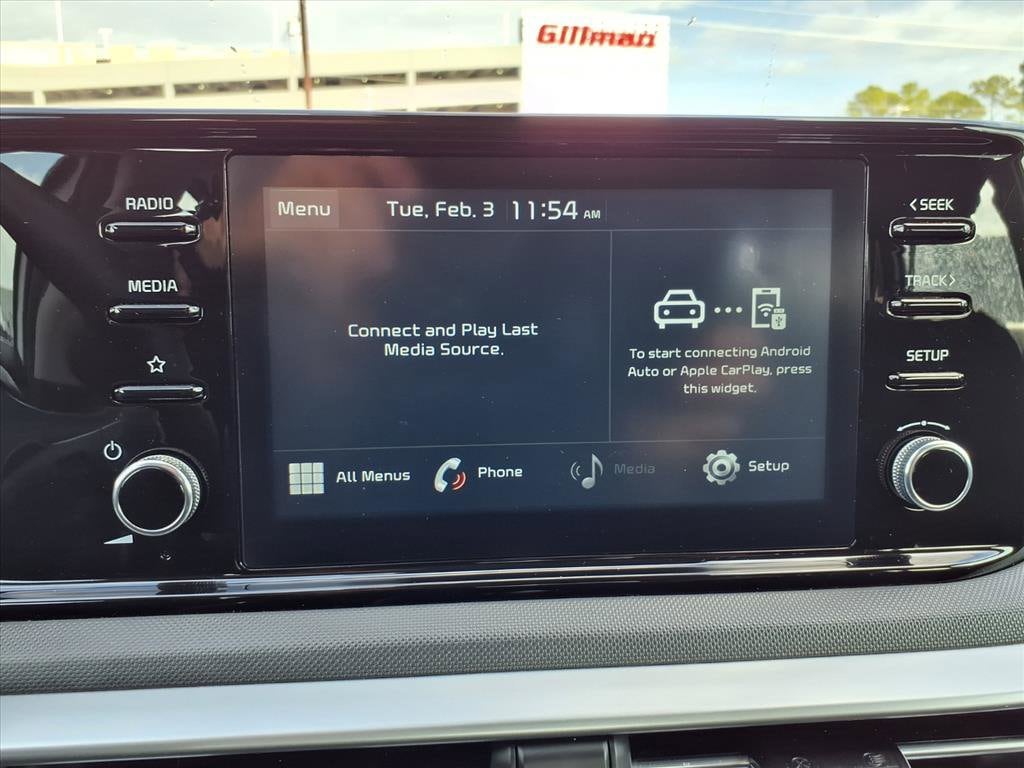 Gillman
RADIO
MEDIA
Menu
Tue, Feb. 3 11:54 AM
Connect and Play Last
Media Source.
To start connecting Android
Auto or Apple CarPlay, press
this widget.
All Menus
Phone
Media
Setup
<SEEK
TRACK>
SETUP